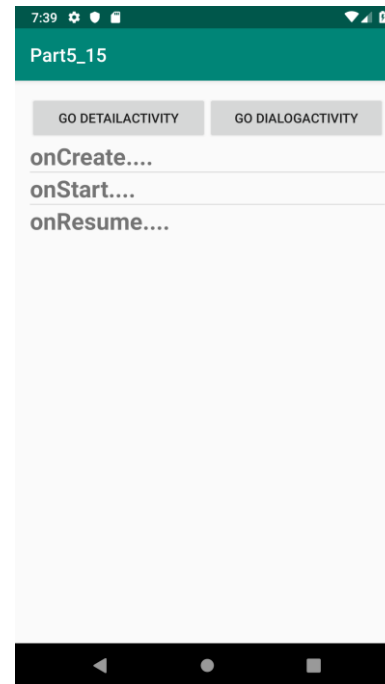 7:39
Part5_15
GO DETAILACTIVITY GO DIALOGACTIVITY
onCreate....
onStart....
onResume....